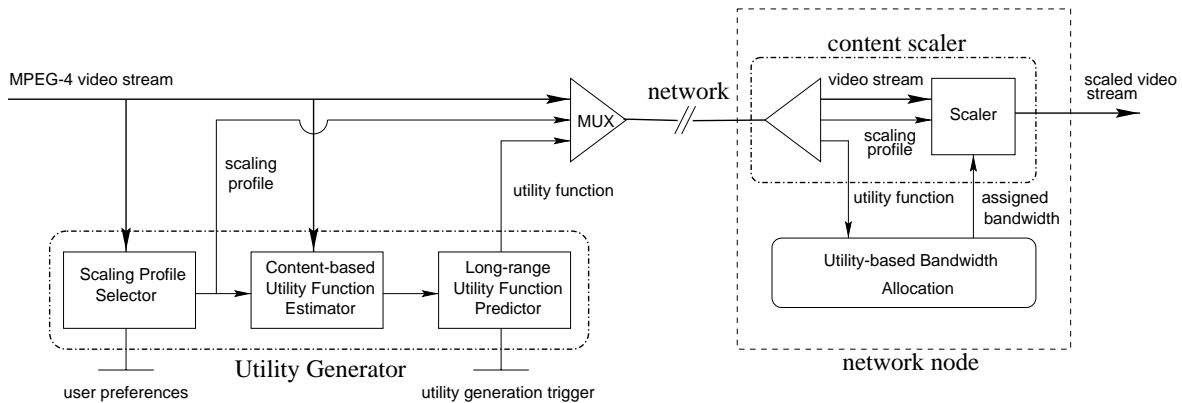 MPEG-4 video stream
scaling
profile
MUX
utility function
Scaling Profile
Selector
Content-based
Utility Function
Estimator
Long-range
Utility Function
Predictor
Utility Generator
user preferences
utility generation trigger
network
content scaler
video stream
scaling
profile
Scaler
scaled video
stream
utility function
assigned
bandwidth
Utility-based Bandwidth
Allocation
network node